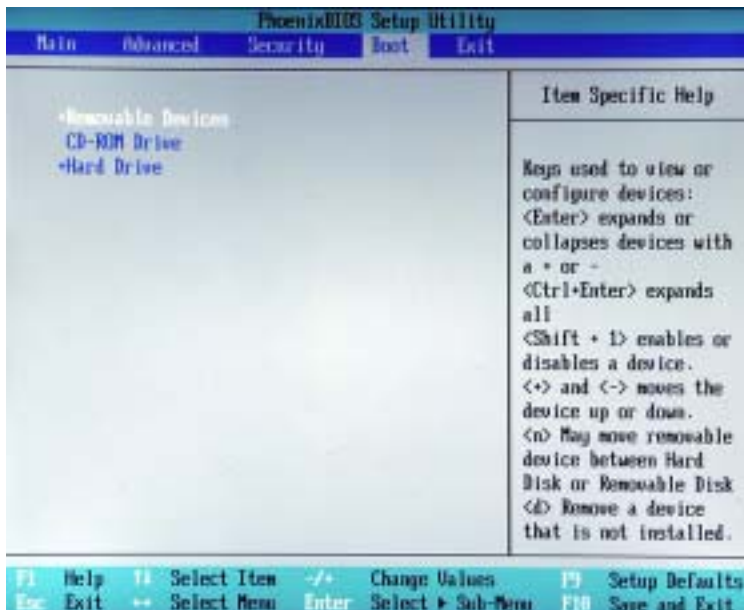 PhoenixBIOS Setup Utility
Main Advanced Security Boot Exit
+Removable Devices
CD-ROM Drive
+Hard Drive
Item Specific Help
Keys used to view or
configure devices:
<Enter> expands or
collapses devices with
a + or -
<Ctrl+Enter> expands
all
<Shift + 1> enables or
disables a device.
<+> and <-> moves the
device up or down.
<n> May move removable
device between Hard
Disk or Removable Disk
<d> Remove a device
that is not installed.
F1 Help ↑↓ Select Item -/+ Change Values F9 Setup Defaults
Esc Exit ↔ Select Menu Enter Select ▶ Sub-Menu F10 Save and Exit